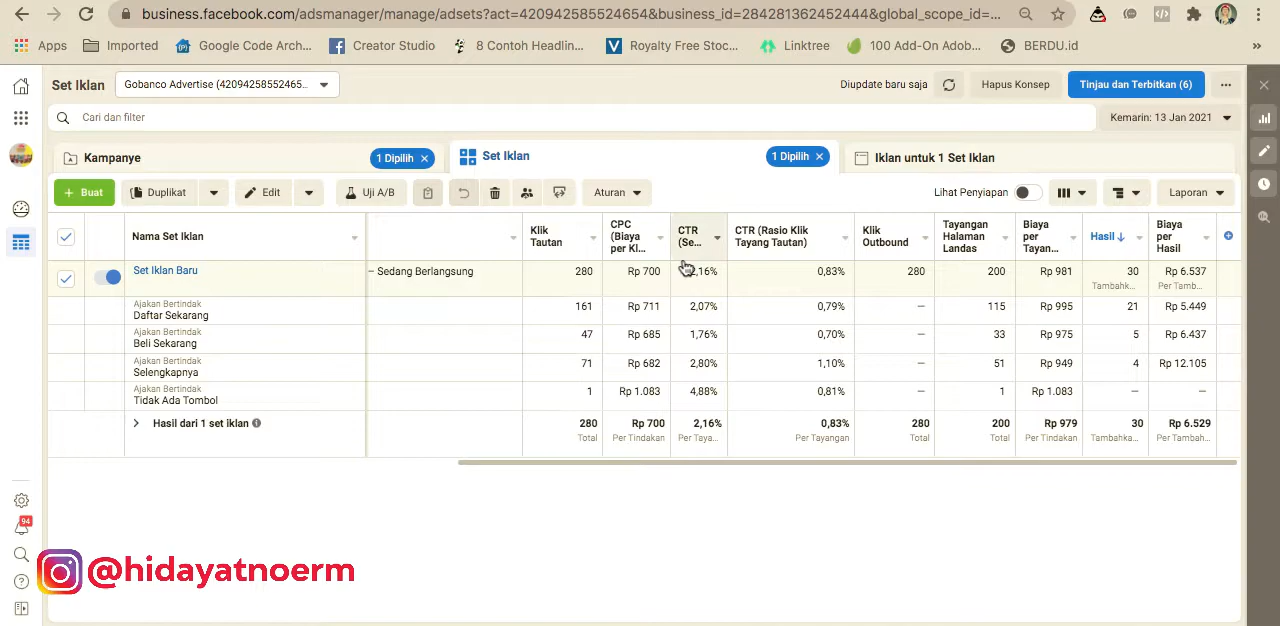 business.facebook.com/adsmanager/manage/adsets?act=420942585524654&business_id=284281362452444&global_scope_id=...
Apps
Imported
Google Code Arch...
Creator Studio
8 Contoh Headlin...
Royalty Free Stoc...
Linktree
100 Add-On Adob...
BERDU.id
»
Set Iklan
Gobanco Advertise (42094258552465...
Diupdate baru saja
Hapus Konsep
Tinjau dan Terbitkan (6)
Cari dan filter
Kemarin: 13 Jan 2021
Kampanye
1 Dipilih ×
Set Iklan
1 Dipilih ×
Iklan untuk 1 Set Iklan
+ Buat
Duplikat
Edit
Uji A/B
Aturan
Lihat Penyiapan
Laporan
Nama Set Iklan
Klik Tautan
CPC (Biaya per Kl...
CTR (Se...
CTR (Rasio Klik Tayang Tautan)
Klik Outbound
Tayangan Halaman Landas
Biaya per Tayan...
Hasil ↓
Biaya per Hasil
Set Iklan Baru
– Sedang Berlangsung
280
Rp 700
2,16%
0,83%
280
200
Rp 981
30
Tambahk...
Rp 6.537
Per Tamb...
Ajakan Bertindak
Daftar Sekarang
161
Rp 711
2,07%
0,79%
—
115
Rp 995
21
Rp 5.449
Ajakan Bertindak
Beli Sekarang
47
Rp 685
1,76%
0,70%
—
33
Rp 975
5
Rp 6.437
Ajakan Bertindak
Selengkapnya
71
Rp 682
2,80%
1,10%
—
51
Rp 949
4
Rp 12.105
Ajakan Bertindak
Tidak Ada Tombol
1
Rp 1.083
4,88%
0,81%
—
1
Rp 1.083
—
—
Hasil dari 1 set iklan
280
Total
Rp 700
Per Tindakan
2,16%
Per Taya...
0,83%
Per Tayangan
280
Total
200
Total
Rp 979
Per Tindakan
30
Tambahka...
Rp 6.529
Per Tambah...
94
@hidayatnoerm